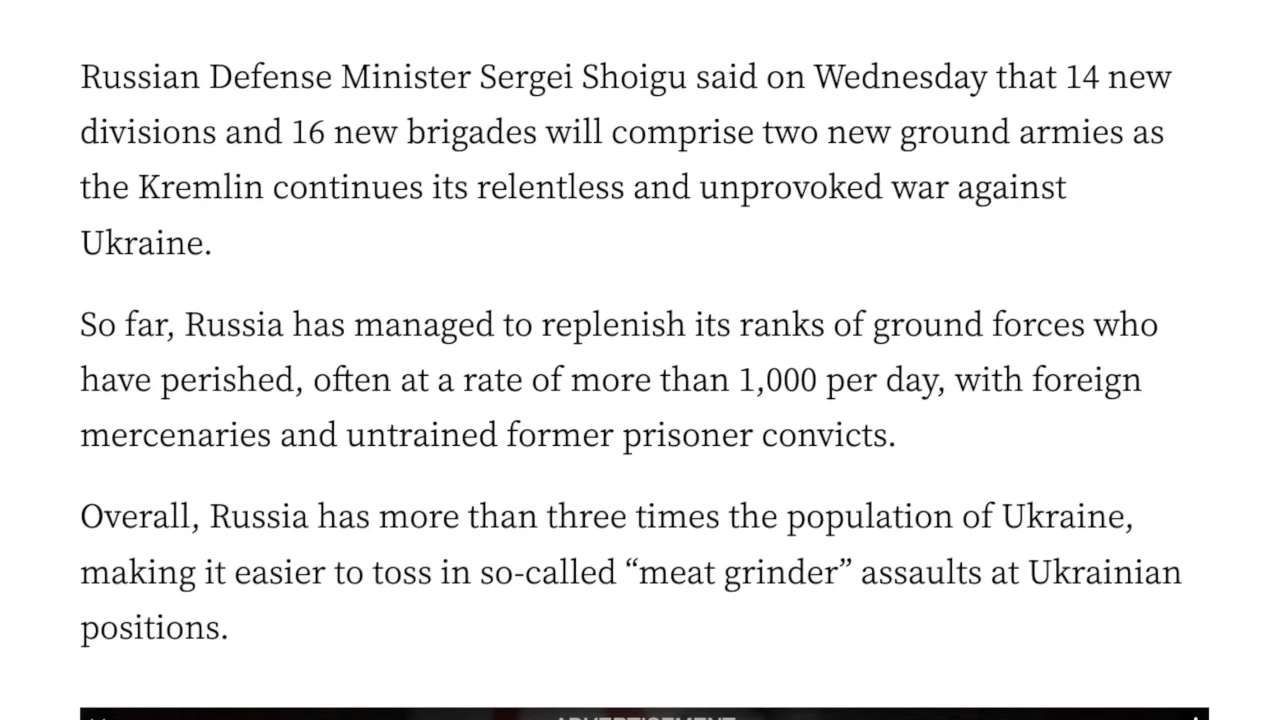 Russian Defense Minister Sergei Shoigu said on Wednesday that 14 new
divisions and 16 new brigades will comprise two new ground armies as
the Kremlin continues its relentless and unprovoked war against
Ukraine.
So far, Russia has managed to replenish its ranks of ground forces who
have perished, often at a rate of more than 1,000 per day, with foreign
mercenaries and untrained former prisoner convicts.
Overall, Russia has more than three times the population of Ukraine,
making it easier to toss in so-called “meat grinder” assaults at Ukrainian
positions.
ADVERTISEMENT